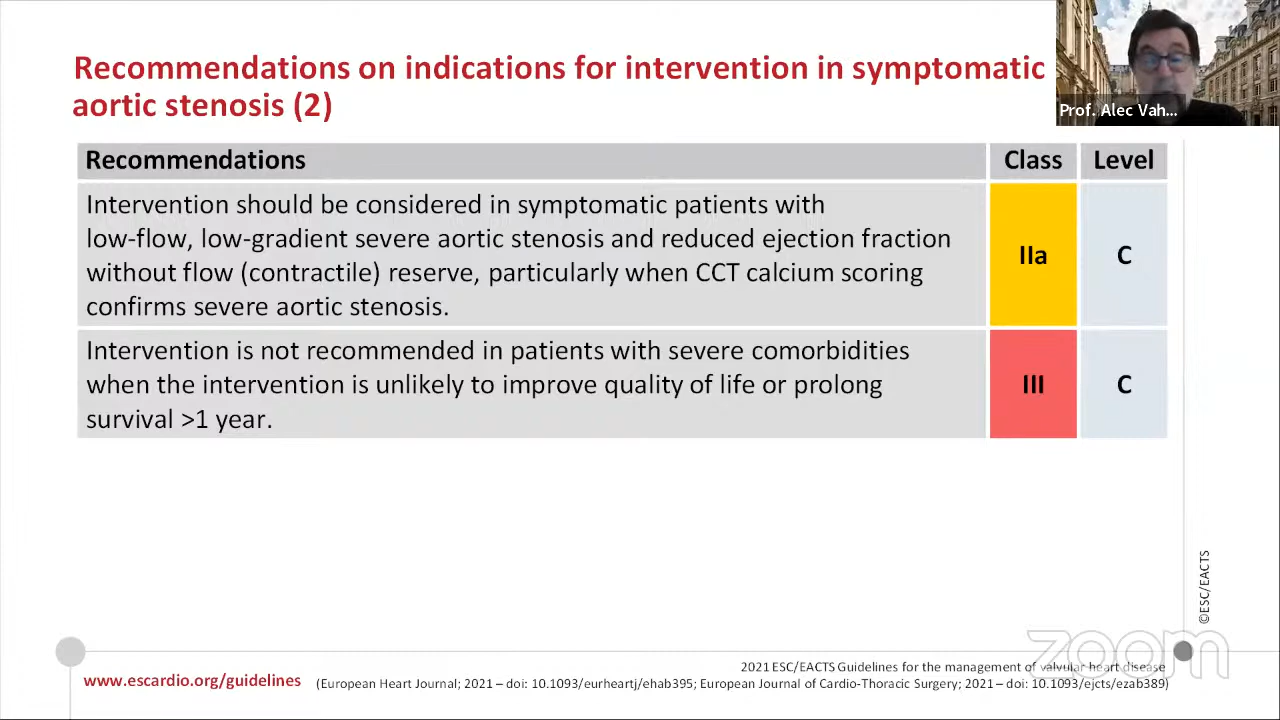 Recommendations on indications for intervention in symptomatic
aortic stenosis (2)
Prof. Alec Vah...
Recommendations Class Level
Intervention should be considered in symptomatic patients with
low-flow, low-gradient severe aortic stenosis and reduced ejection fraction
without flow (contractile) reserve, particularly when CCT calcium scoring
confirms severe aortic stenosis.
IIa C
Intervention is not recommended in patients with severe comorbidities
when the intervention is unlikely to improve quality of life or prolong
survival >1 year.
III C
©ESC/EACTS
zoom
2021 ESC/EACTS Guidelines for the management of valvular heart disease
www.escardio.org/guidelines (European Heart Journal; 2021 – doi: 10.1093/eurheartj/ehab395; European Journal of Cardio-Thoracic Surgery; 2021 – doi: 10.1093/ejcts/ezab389)